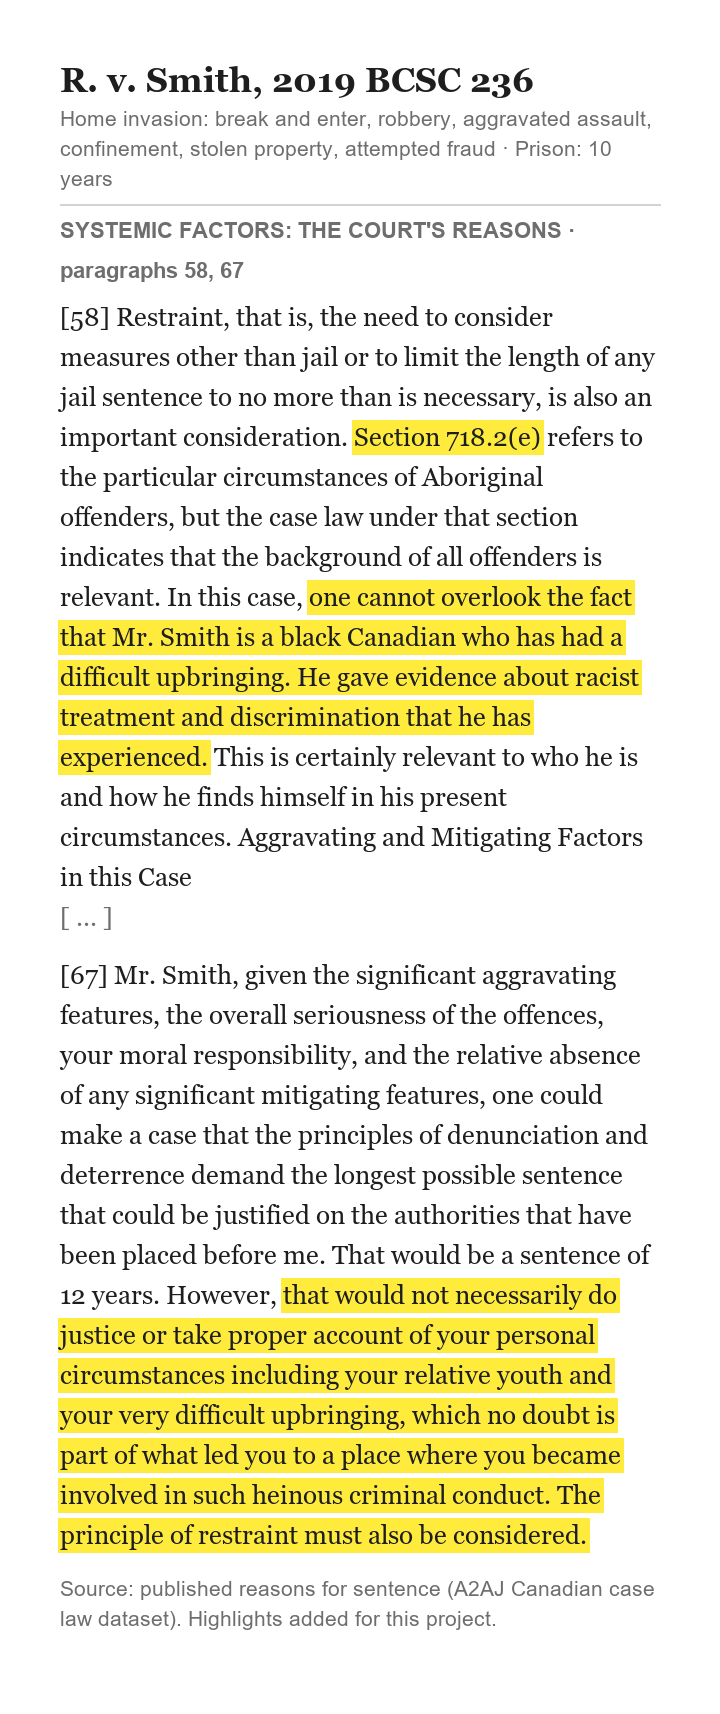 R. v. Smith, 2019 BCSC 236
Home invasion: break and enter, robbery, aggravated assault,
confinement, stolen property, attempted fraud · Prison: 10
years
SYSTEMIC FACTORS: THE COURT'S REASONS ·
paragraphs 58, 67
[58] Restraint, that is, the need to consider
measures other than jail or to limit the length of any
jail sentence to no more than is necessary, is also an
important consideration. Section 718.2(e) refers to
the particular circumstances of Aboriginal
offenders, but the case law under that section
indicates that the background of all offenders is
relevant. In this case, one cannot overlook the fact
that Mr. Smith is a black Canadian who has had a
difficult upbringing. He gave evidence about racist
treatment and discrimination that he has
experienced. This is certainly relevant to who he is
and how he finds himself in his present
circumstances. Aggravating and Mitigating Factors
in this Case
[ ... ]
[67] Mr. Smith, given the significant aggravating
features, the overall seriousness of the offences,
your moral responsibility, and the relative absence
of any significant mitigating features, one could
make a case that the principles of denunciation and
deterrence demand the longest possible sentence
that could be justified on the authorities that have
been placed before me. That would be a sentence of
12 years. However, that would not necessarily do
justice or take proper account of your personal
circumstances including your relative youth and
your very difficult upbringing, which no doubt is
part of what led you to a place where you became
involved in such heinous criminal conduct. The
principle of restraint must also be considered.
Source: published reasons for sentence (A2AJ Canadian case
law dataset). Highlights added for this project.